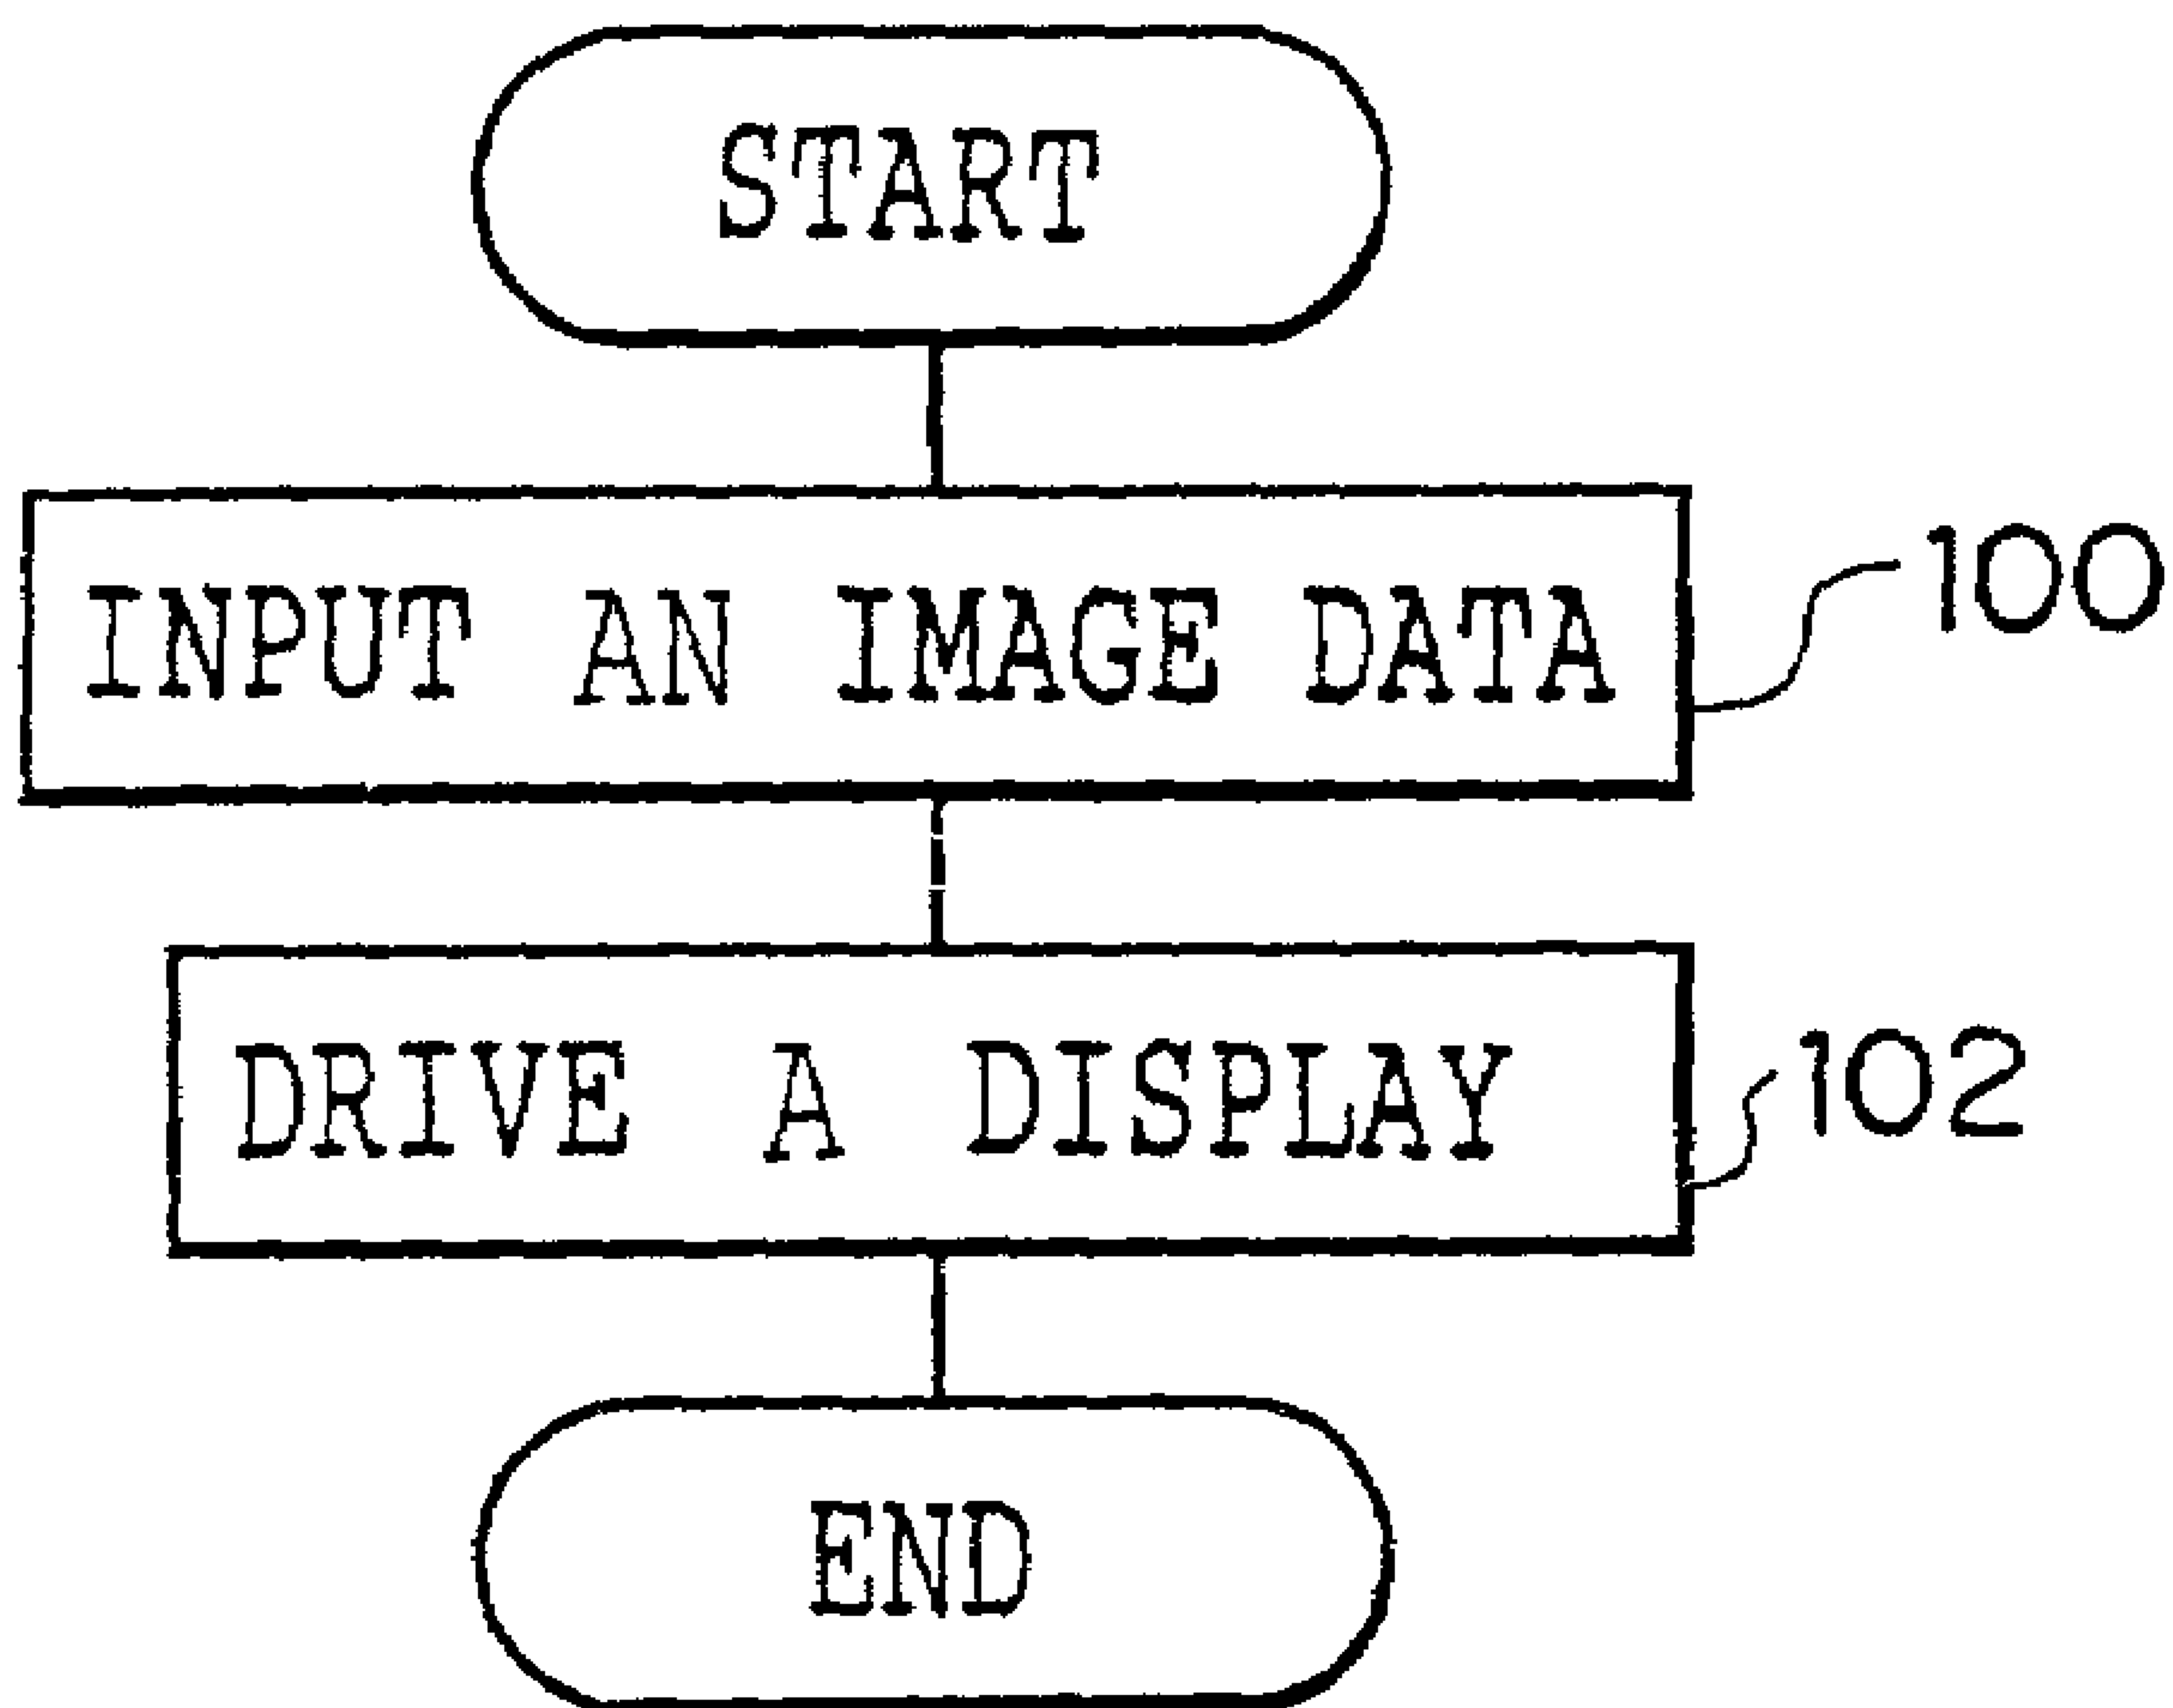 START
INPUT AN IMAGE DATA
100
DRIVE A DISPLAY
102
END